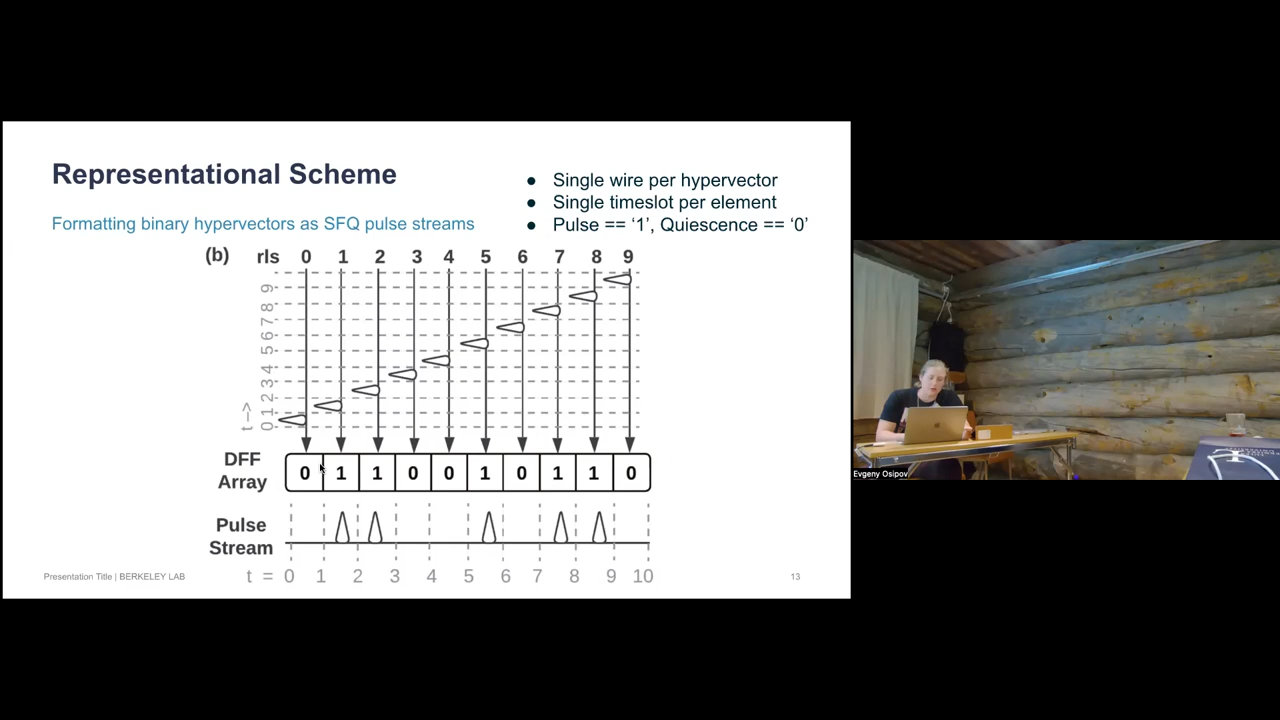 Representational Scheme
Formatting binary hypervectors as SFQ pulse streams
● Single wire per hypervector
● Single timeslot per element
● Pulse == ‘1’, Quiescence == ‘0’
(b) rls 0 1 2 3 4 5 6 7 8 9
t --> 0 1 2 3 4 5 6 7 8 9
DFF Array 0 1 1 0 0 1 0 1 1 0
Pulse Stream
t = 0 1 2 3 4 5 6 7 8 9 10
Presentation Title | BERKELEY LAB
13
Evgeny Osipov